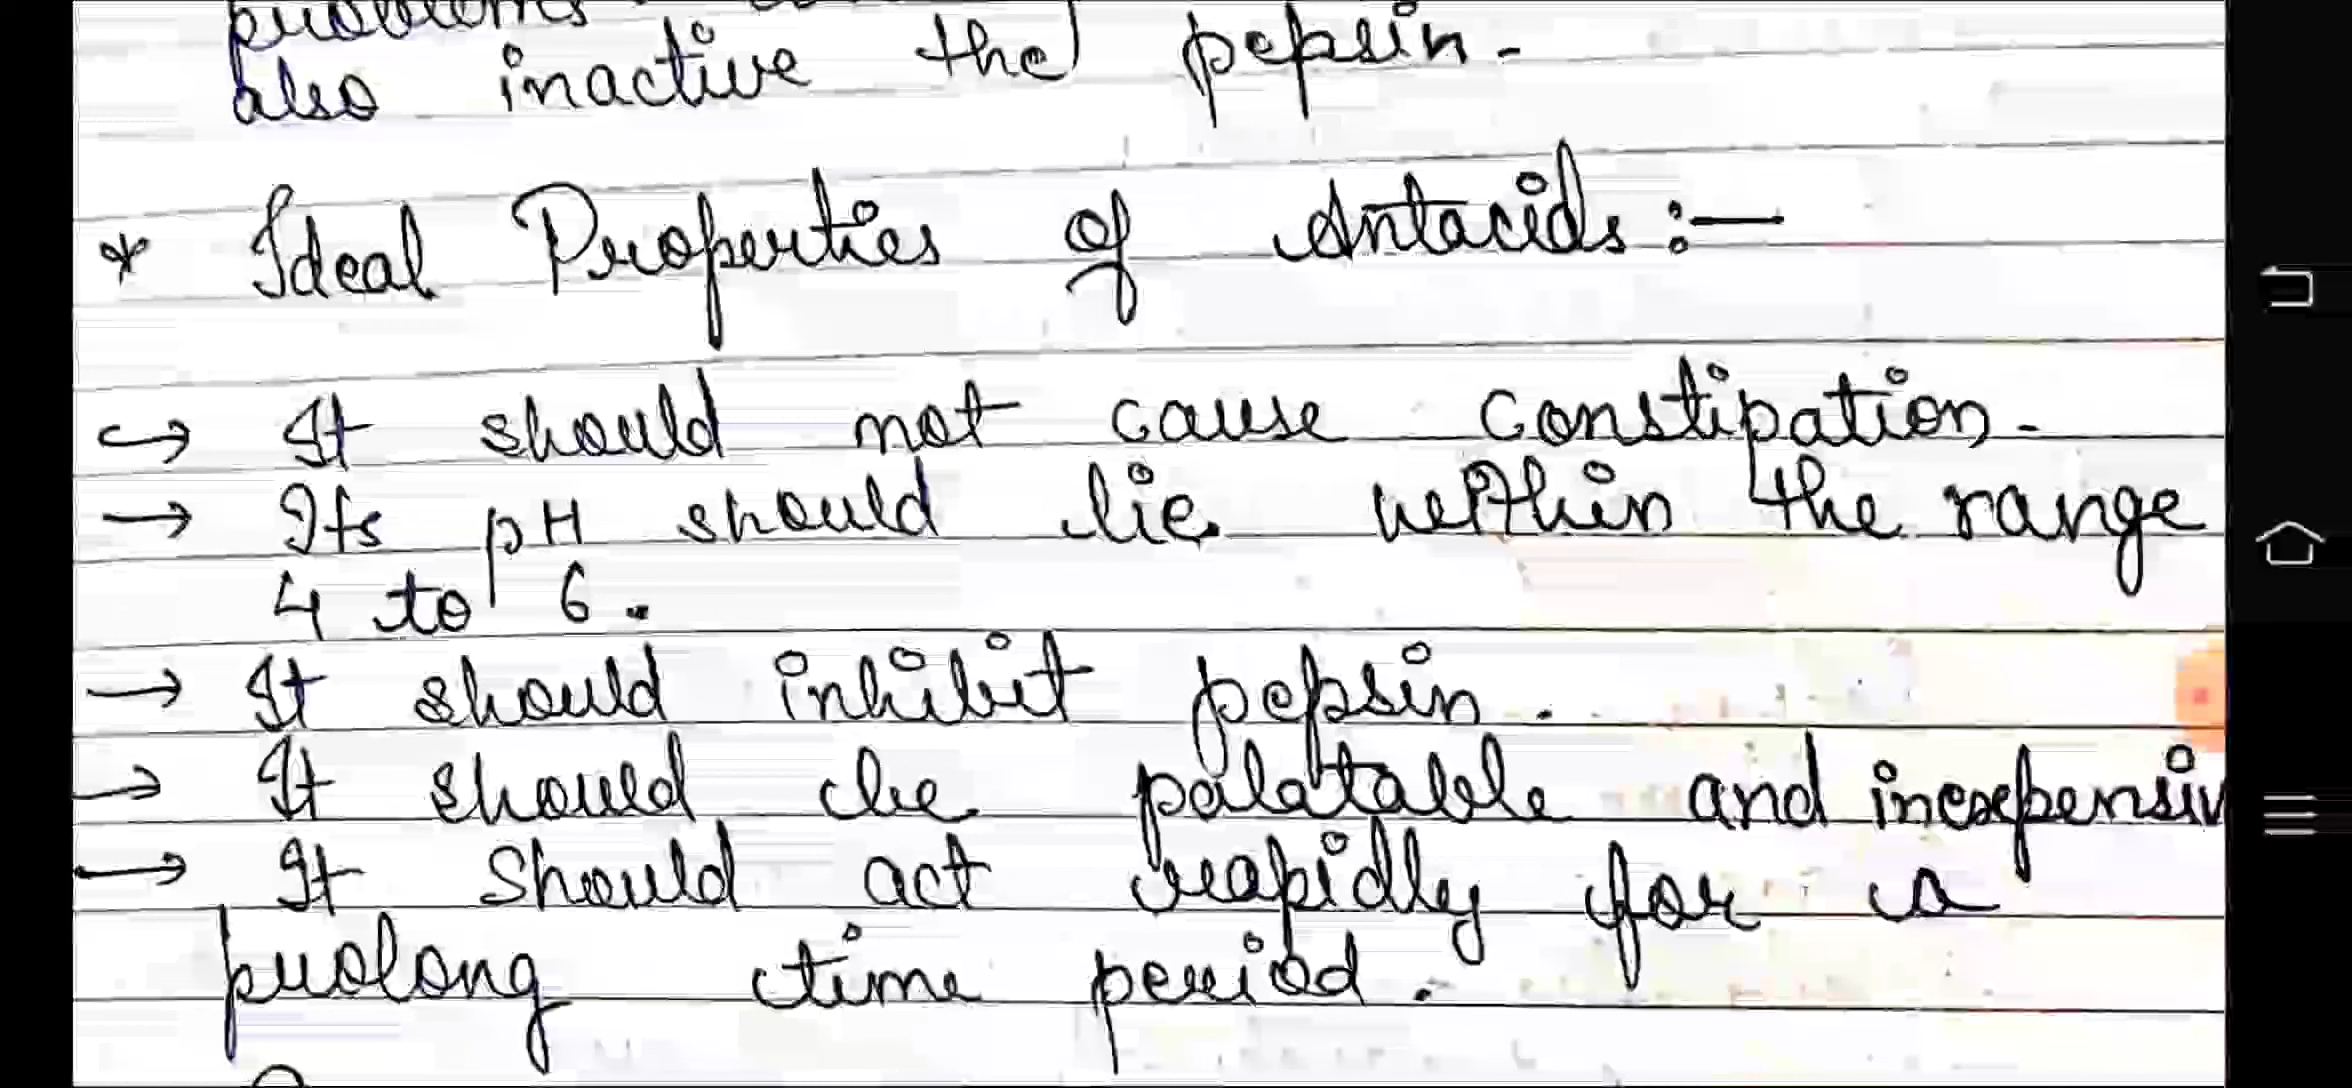 problems
also inactive the pepsin.
* Ideal Properties of Antacids :—
→ It should not cause constipation.
→ Its pH should lie within the range
4 to 6.
→ It should inhibit pepsin.
→ It should be palatable and inexpensiv
→ It should act rapidly for a
prolong time period.